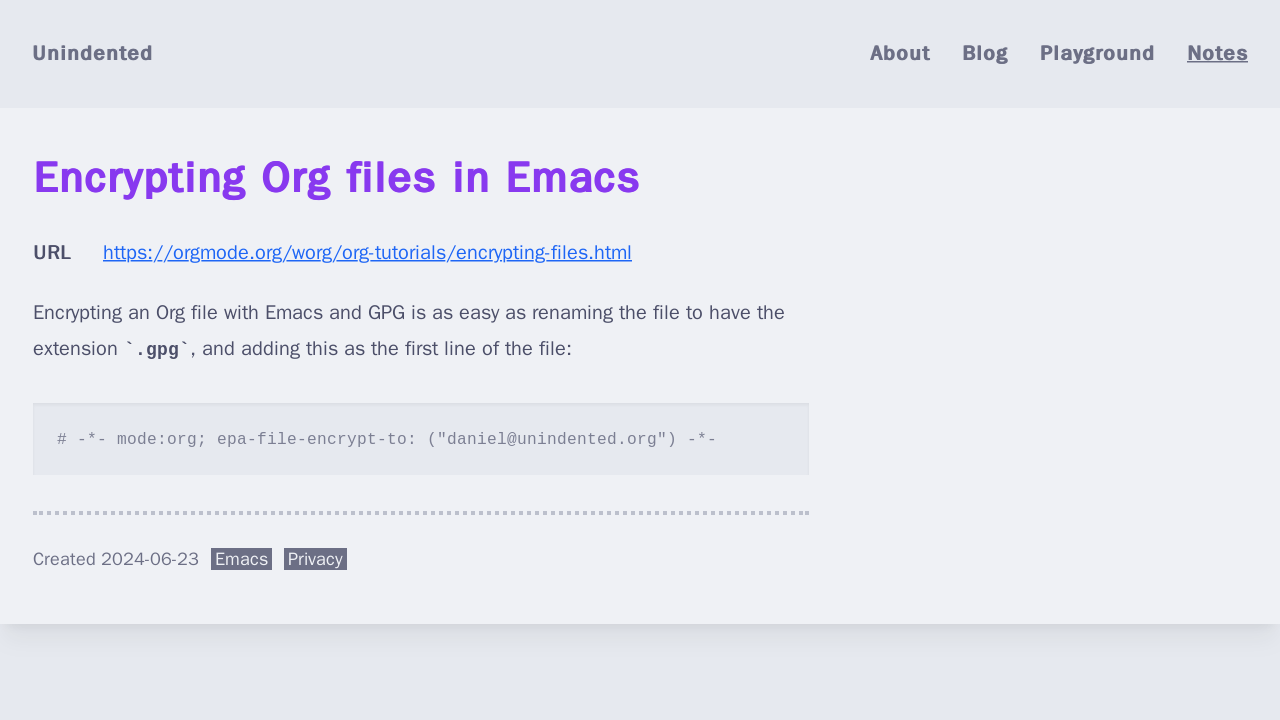 Unindented
About Blog Playground Notes
Encrypting Org files in Emacs
URL https://orgmode.org/worg/org-tutorials/encrypting-files.html
Encrypting an Org file with Emacs and GPG is as easy as renaming the file to have the
extension `.gpg`, and adding this as the first line of the file:
# -*- mode:org; epa-file-encrypt-to: ("daniel@unindented.org") -*-
Created 2024-06-23 Emacs Privacy